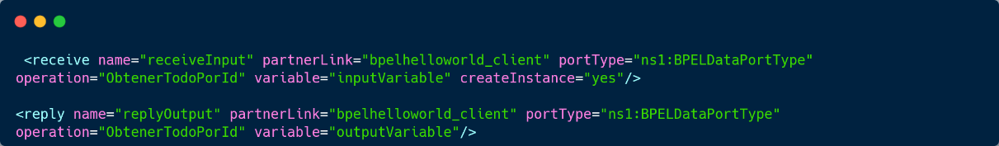 <receive name="receiveInput" partnerLink="bpelhelloworld_client" portType="ns1:BPELDataPortType"
operation="ObtenerTodoPorId" variable="inputVariable" createInstance="yes"/>
<reply name="replyOutput" partnerLink="bpelhelloworld_client" portType="ns1:BPELDataPortType"
operation="ObtenerTodoPorId" variable="outputVariable"/>